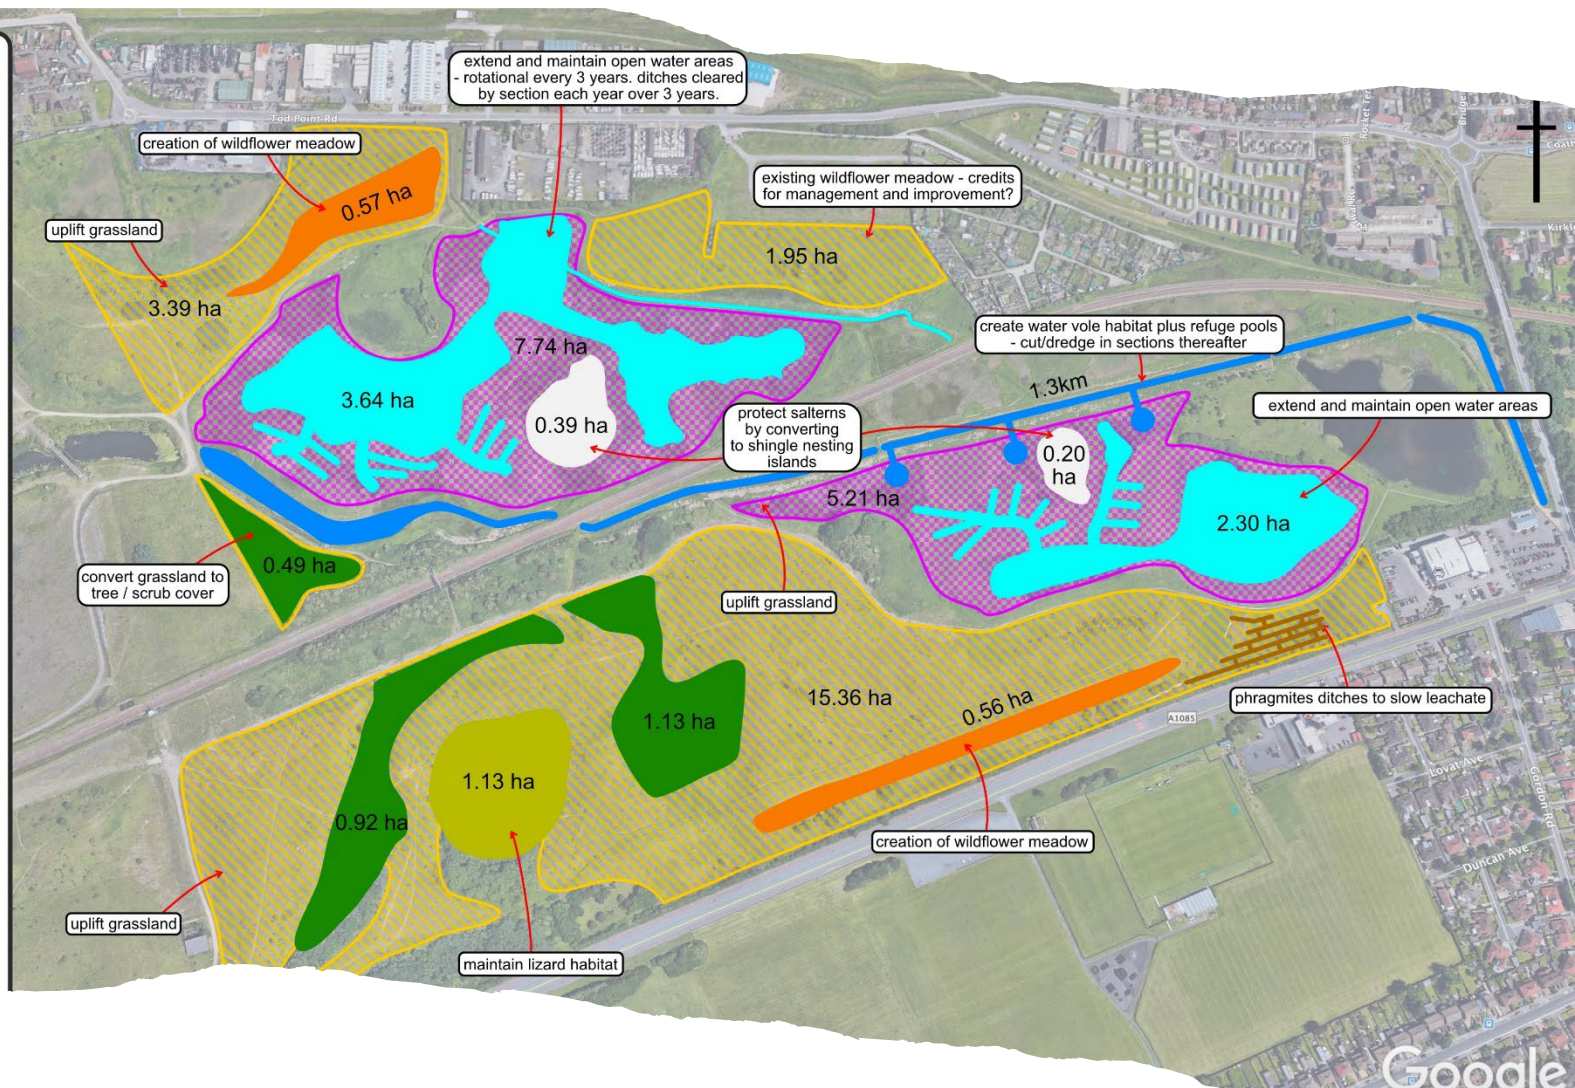 extend and maintain open water areas
- rotational every 3 years. ditches cleared
by section each year over 3 years.
Tod Point Rd
creation of wildflower meadow
0.57 ha
existing wildflower meadow - credits
for management and improvement?
1.95 ha
uplift grassland
3.39 ha
create water vole habitat plus refuge pools
- cut/dredge in sections thereafter
1.3km
7.74 ha
3.64 ha
0.39 ha
protect salterns
by converting
to shingle nesting
islands
0.20
ha
extend and maintain open water areas
5.21 ha
2.30 ha
convert grassland to
tree / scrub cover
0.49 ha
uplift grassland
phragmites ditches to slow leachate
15.36 ha
0.56 ha
1.13 ha
1.13 ha
0.92 ha
A1085
creation of wildflower meadow
uplift grassland
maintain lizard habitat
Lovat Ave
Gordon Rd
Duncan Ave
Google